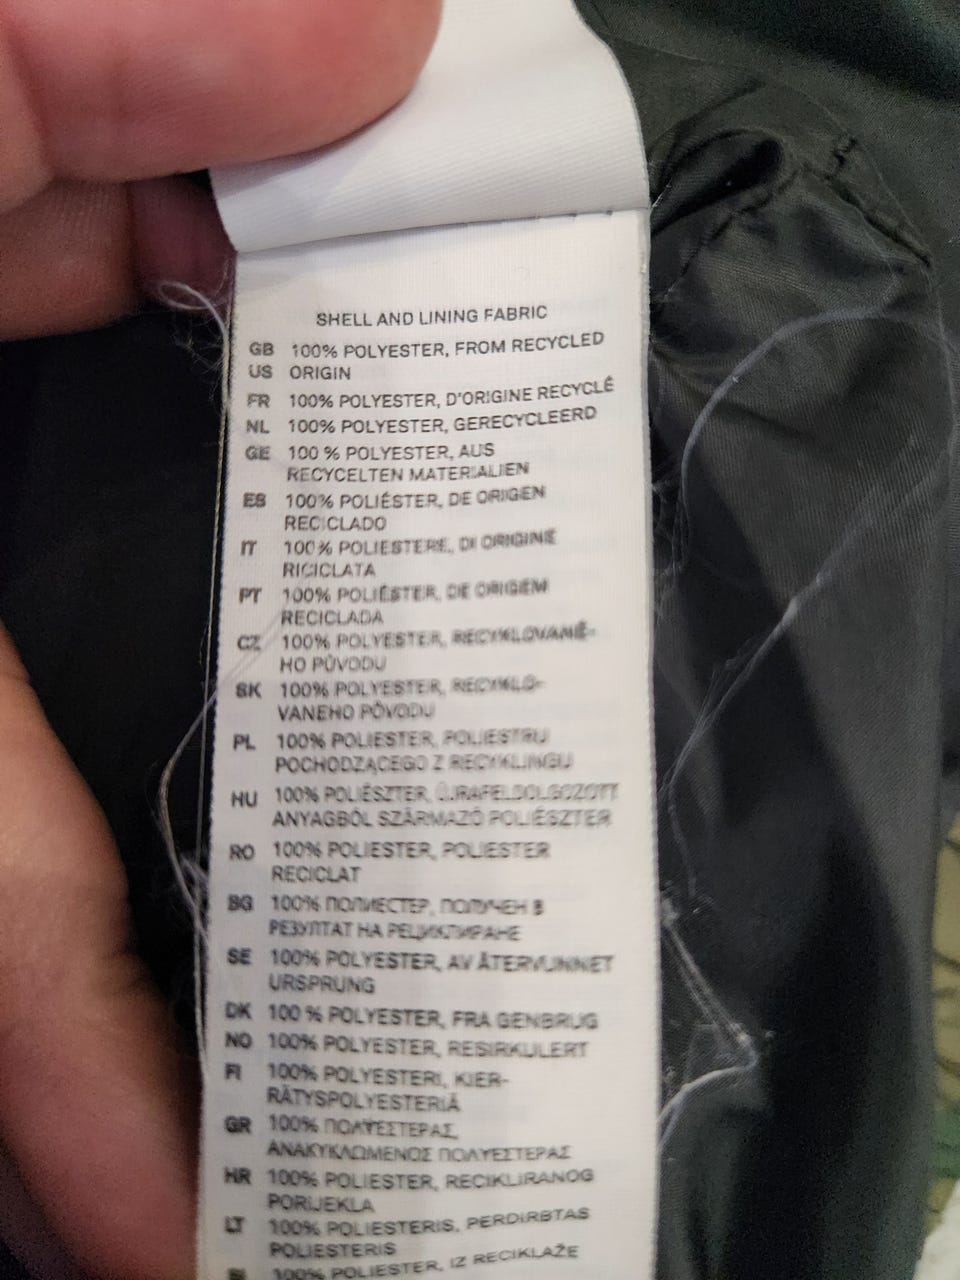 SHELL AND LINING FABRIC
GB 100% POLYESTER, FROM RECYCLED
US ORIGIN
FR 100% POLYESTER, D'ORIGINE RECYCLÉ
NL 100% POLYESTER, GERECYCLEERD
GE 100 % POLYESTER, AUS
RECYCELTEN MATERIALIEN
ES 100% POLIÉSTER, DE ORIGEN
RECICLADO
IT 100% POLIESTERE, DI ORIGINE
RICICLATA
PT 100% POLIÉSTER, DE ORIGEM
RECICLADA
CZ 100% POLYESTER, RECYKLOVANÉ-
HO PŮVODU
SK 100% POLYESTER, RECYKLO-
VANEHO PÔVODU
PL 100% POLIESTER, POLIESTRU
POCHODZĄCEGO Z RECYKLINGU
HU 100% POLIÉSZTER, ÚJRAFELDOLGOZOTT
ANYAGBÓL SZÁRMAZÓ POLIÉSZTER
RO 100% POLIESTER, POLIESTER
RECICLAT
BG 100% ПОЛИЕСТЕР, ПОЛУЧЕН В
РЕЗУЛТАТ НА РЕЦИКЛИРАНЕ
SE 100% POLYESTER, AV ÅTERVUNNET
URSPRUNG
DK 100 % POLYESTER, FRA GENBRUG
NO 100% POLYESTER, RESIRKULERT
FI 100% POLYESTERI, KIER-
RÄTYSPOLYESTERIÄ
GR 100% ΠΟΛΥΕΣΤΕΡΑΣ,
ΑΝΑΚΥΚΛΩΜΕΝΟΣ ΠΟΛΥΕΣΤΕΡΑΣ
HR 100% POLIESTER, RECIKLIRANOG
PORIJEKLA
LT 100% POLIESTERIS, PERDIRBTAS
POLIESTERIS
100% POLIESTER, IZ RECIKLAŽE